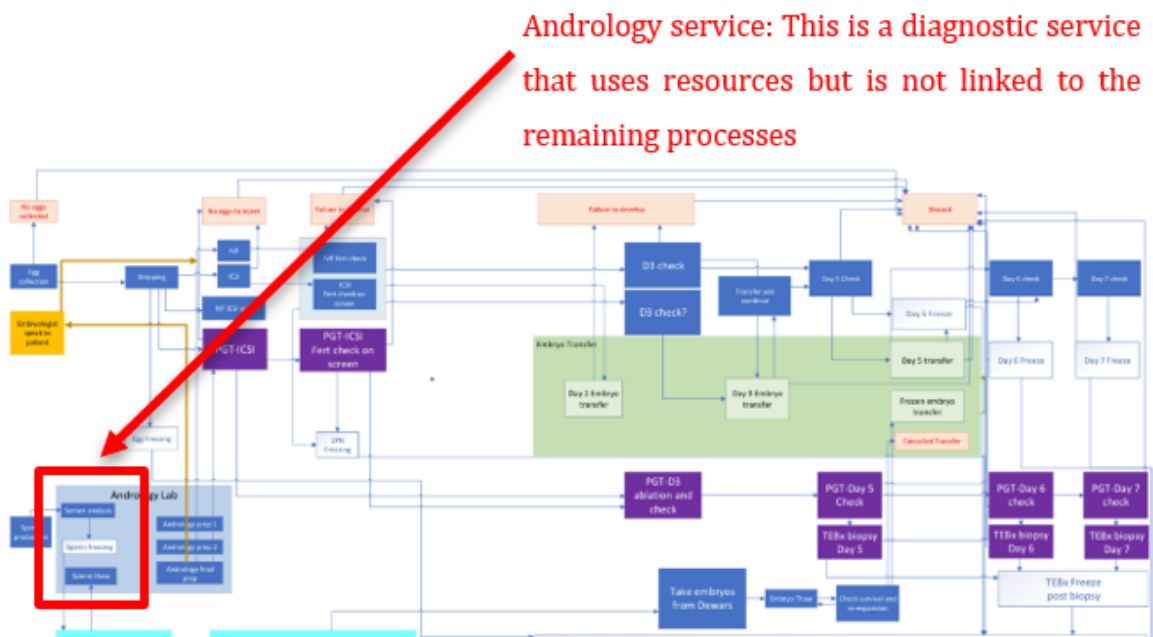 Andrology service: This is a diagnostic service
that uses resources but is not linked to the
remaining processes
No eggs
collected
No eggs to inject
Failure to
Failure to develop
Discard
Egg
collection
Stripping
IVF
ICSI
IVF fert check
ICSI
Fert check on
screen
D3 check
D3 check?
Transfer and
continue
Day 5 Check
Day 6 check
Day 7 check
Embryologist
speak to
patient
PGT-ICSI
PGT-ICSI
Fert check on
screen
Day 5 Freeze
Day 6 Freeze
Day 7 Freeze
Embryo Transfer
Day 5 transfer
Day 2 Embryo
transfer
Day 3 Embryo
transfer
Frozen embryo
transfer
Cancelled Transfer
Egg freezing
2PN
Freezing
Andrology Lab
Semen analysis
Sperm
production
Sperm freezing
Sperm thaw
Andrology prep 1
Andrology prep 2
Andrology final
prep
PGT-D3
ablation and
check
PGT-Day 5
Check
PGT-Day 6
check
PGT-Day 7
check
TEBx biopsy
Day 5
TEBx biopsy
Day 6
TEBx biopsy
Day 7
Take embryos
from Dewars
Embryo Thaw
Check survival and
re-expansion
TEBx Freeze
post biopsy